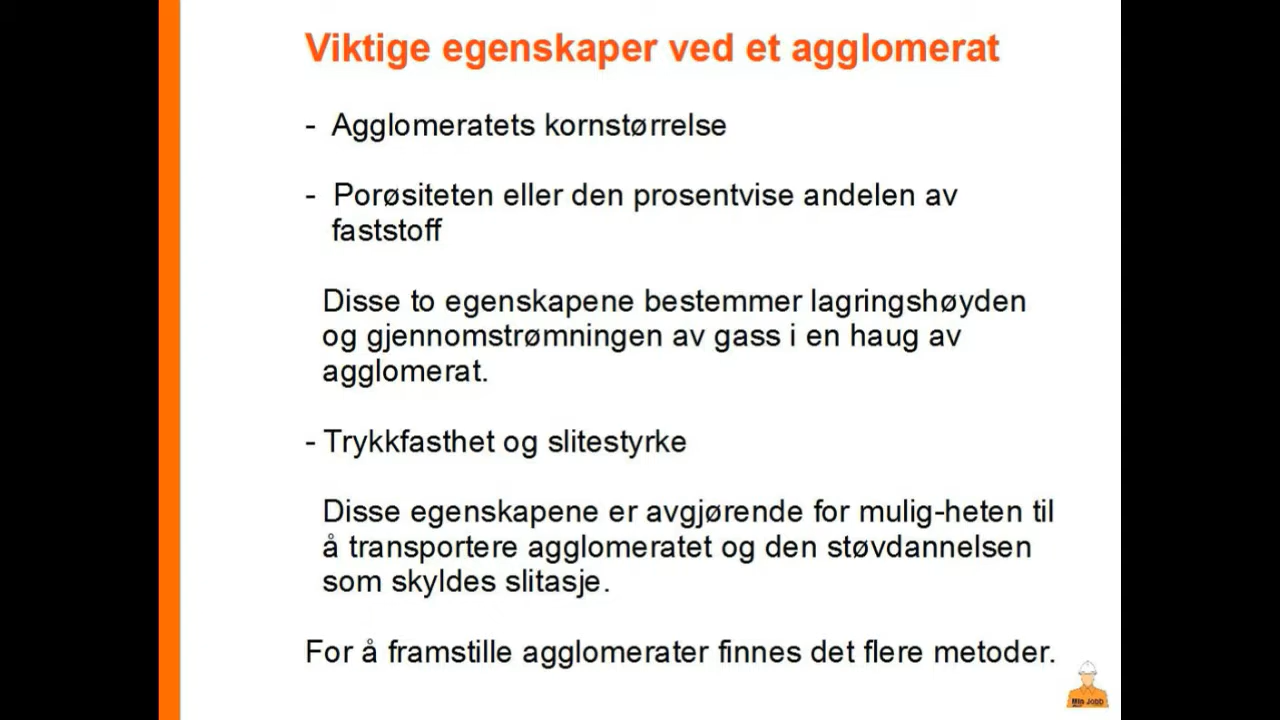 Viktige egenskaper ved et agglomerat
- Agglomeratets kornstørrelse
- Porøsiteten eller den prosentvise andelen av
faststoff
Disse to egenskapene bestemmer lagringshøyden
og gjennomstrømningen av gass i en haug av
agglomerat.
- Trykkfasthet og slitestyrke
Disse egenskapene er avgjørende for mulig-heten til
å transportere agglomeratet og den støvdannelsen
som skyldes slitasje.
For å framstille agglomerater finnes det flere metoder.
Min Jobb